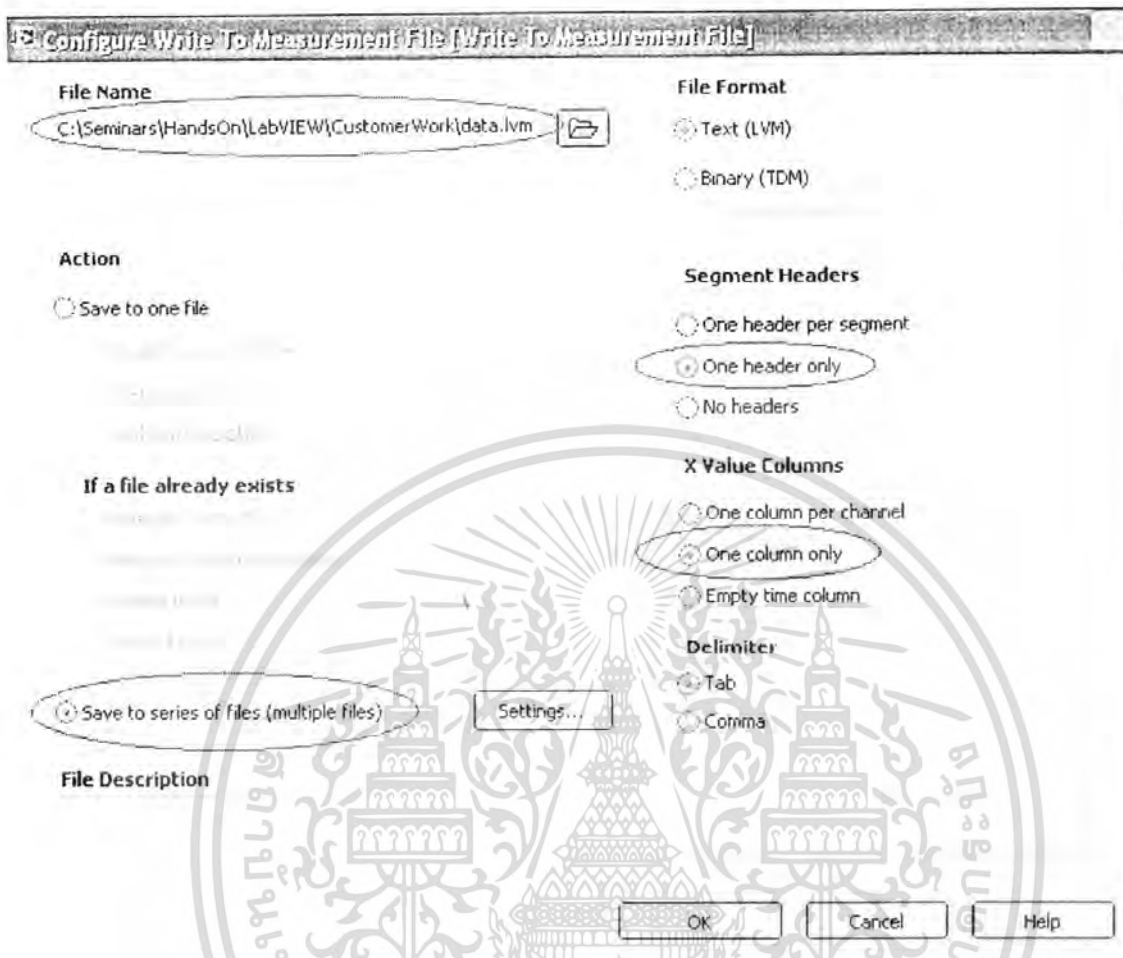 Configure Write To Measurement File [Write To Measurement File]
File Name
C:\Seminars\HandsOn\LabVIEW\CustomerWork\data.lvm
Action
Save to one file
If a file already exists
Save to series of files (multiple files)
Settings...
File Description
File Format
Text (LVM)
Binary (TDM)
Segment Headers
One header per segment
One header only
No headers
X Value Columns
One column per channel
One column only
Empty time column
Delimiter
Tab
Comma
OK
Cancel
Help